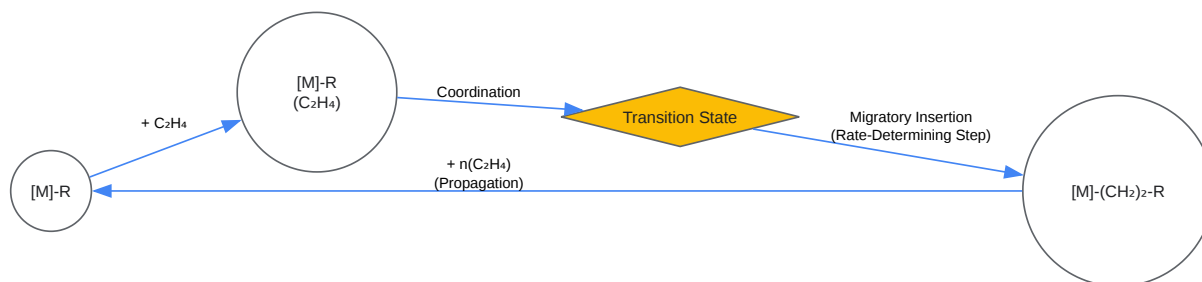 [M]-R
+ C₂H₄
[M]-R
(C₂H₄)
Coordination
Transition State
Migratory Insertion
(Rate-Determining Step)
[M]-(CH₂)₂-R
+ n(C₂H₄)
(Propagation)